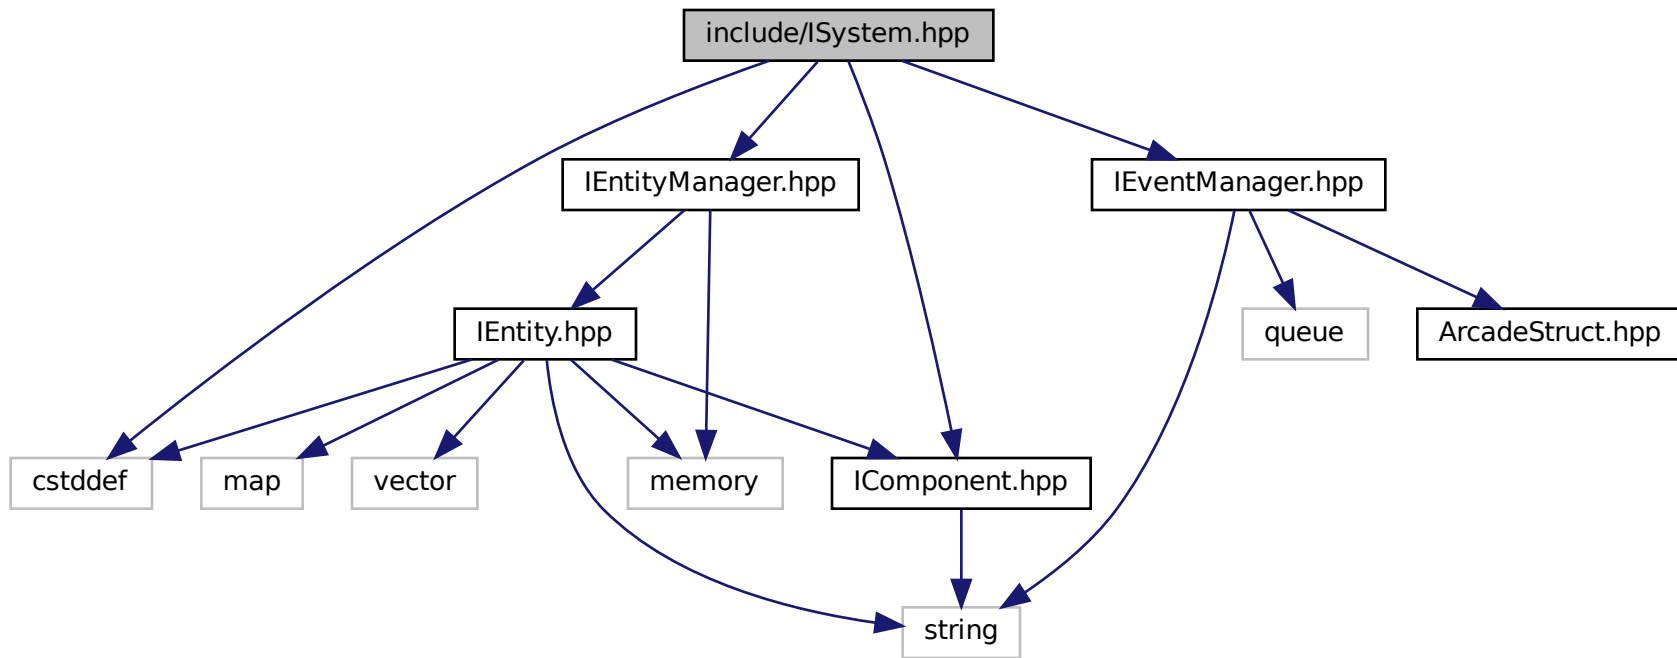 include/ISystem.hpp
IEntityManager.hpp
IEventManager.hpp
IEntity.hpp
queue
ArcadeStruct.hpp
cstddef
map
vector
memory
IComponent.hpp
string